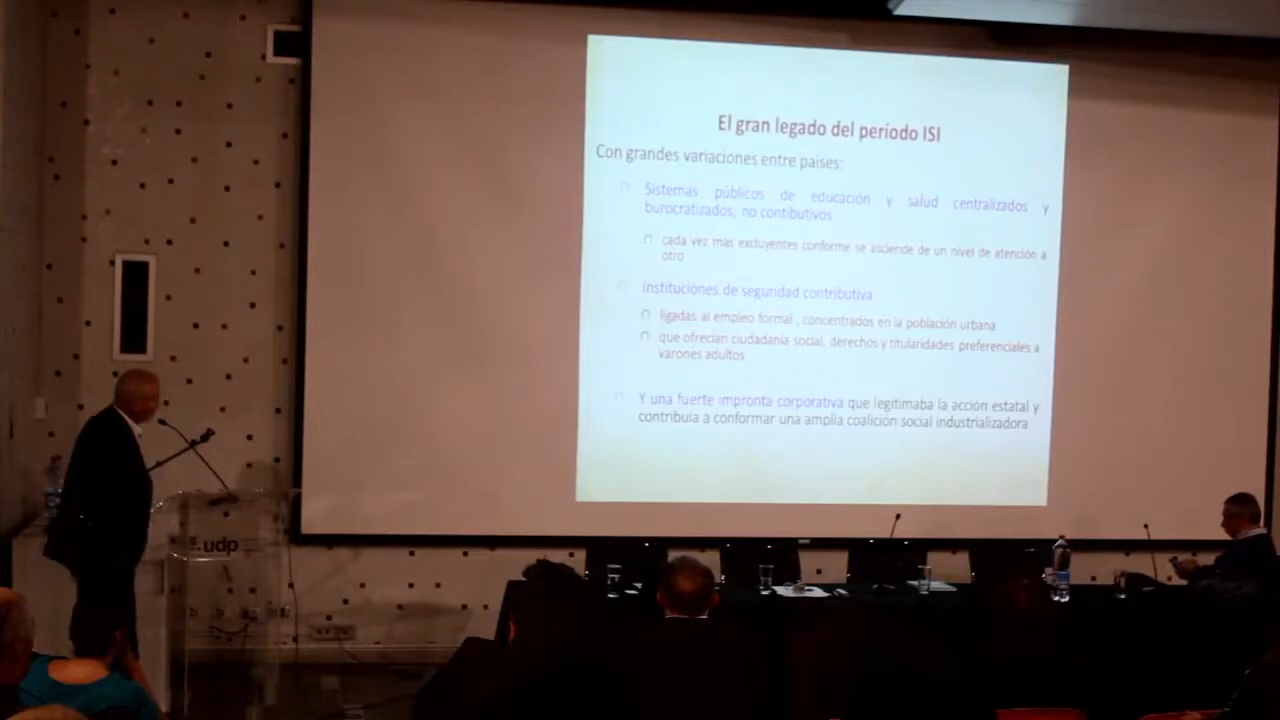 El gran legado del período ISI
Con grandes variaciones entre países:
Sistemas públicos de educación y salud centralizados y
burocratizados, no contibutivos
cada vez más excluyentes conforme se asciende de un nivel de atención a
otro
Instituciones de seguridad contributiva
ligadas al empleo formal , concentrados en la población urbana
que ofrecían ciudadanía social, derechos y titularidades preferenciales a
varones adultos
Y una fuerte impronta corporativa que legitimaba la acción estatal y
contribuía a conformar una amplia coalición social industrializadora
udp